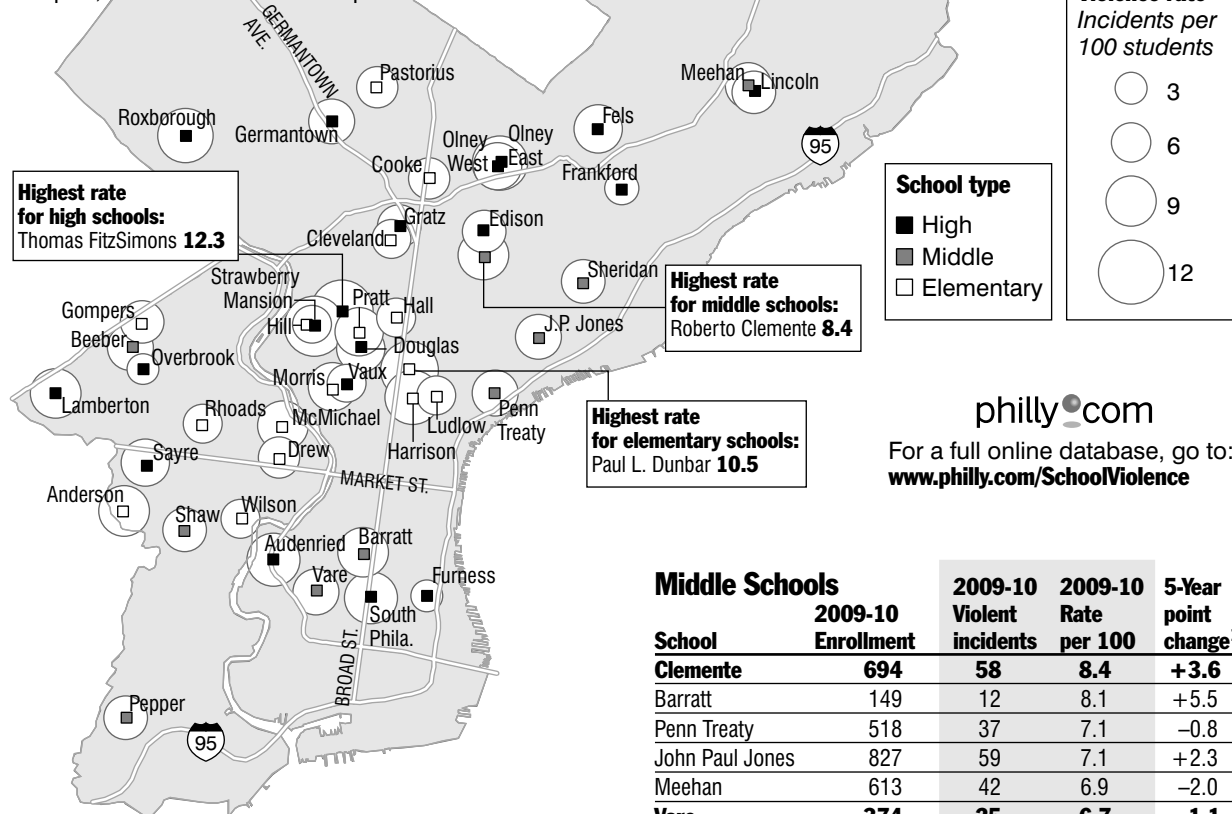 Incidents per
100 students
3
6
9
12
School type
High
Middle
Elementary
GERMANTOWN
AVE.
Pastorius
Meehan
Lincoln
Roxborough
Germantown
Fels
Olney
West
Olney
East
95
Cooke
Frankford
Highest rate
for high schools:
Thomas FitzSimons 12.3
Gratz
Edison
Cleveland
Strawberry
Mansion
Sheridan
Highest rate
for middle schools:
Roberto Clemente 8.4
Pratt
Hall
Gompers
Hill
J.P. Jones
Beeber
Douglas
Overbrook
Morris
Vaux
Lamberton
Rhoads
McMichael
Ludlow
Penn
Treaty
Harrison
Highest rate
for elementary schools:
Paul L. Dunbar 10.5
Sayre
Drew
MARKET ST.
Anderson
Shaw
Wilson
Audenried
Barratt
Vare
Furness
South
Phila.
BROAD ST.
Pepper
95
philly com
For a full online database, go to:
www.philly.com/SchoolViolence
Middle Schools
School 2009-10 Enrollment 2009-10 Violent incidents 2009-10 Rate per 100 5-Year point change
Clemente 694 58 8.4 +3.6
Barratt 149 12 8.1 +5.5
Penn Treaty 518 37 7.1 –0.8
John Paul Jones 827 59 7.1 +2.3
Meehan 613 42 6.9 –2.0